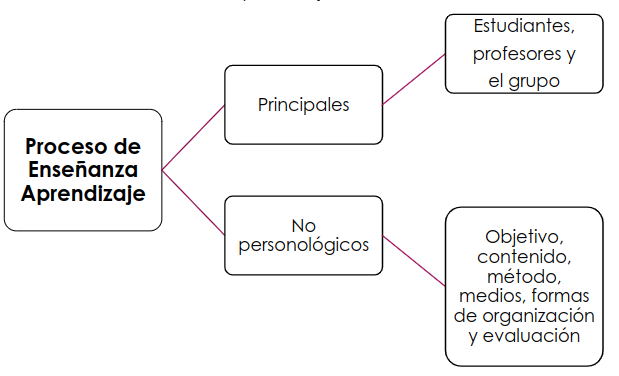 Proceso de
Enseñanza
Aprendizaje
Principales
Estudiantes,
profesores y
el grupo
No
personológicos
Objetivo,
contenido,
método,
medios, formas
de organización
y evaluación